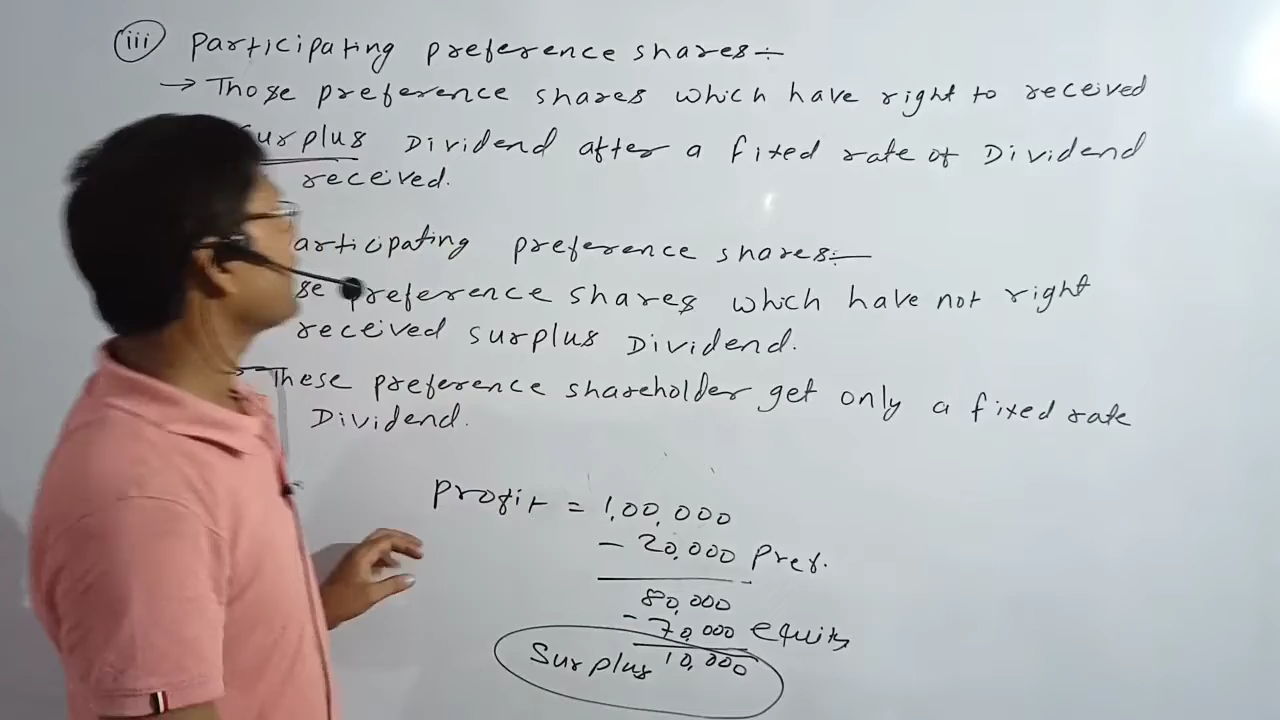 iii Participating preference shares:-
→ Those preference shares which have right to received
surplus Dividend after a fixed rate of Dividend
received.
articipating preference shares:-
se preference shares which have not right
received surplus Dividend.
These preference shareholder get only a fixed rate
Dividend.
Profit = 1,00,000
- 20,000 Pref.
80,000
- 70,000 equity
Surplus 10,000